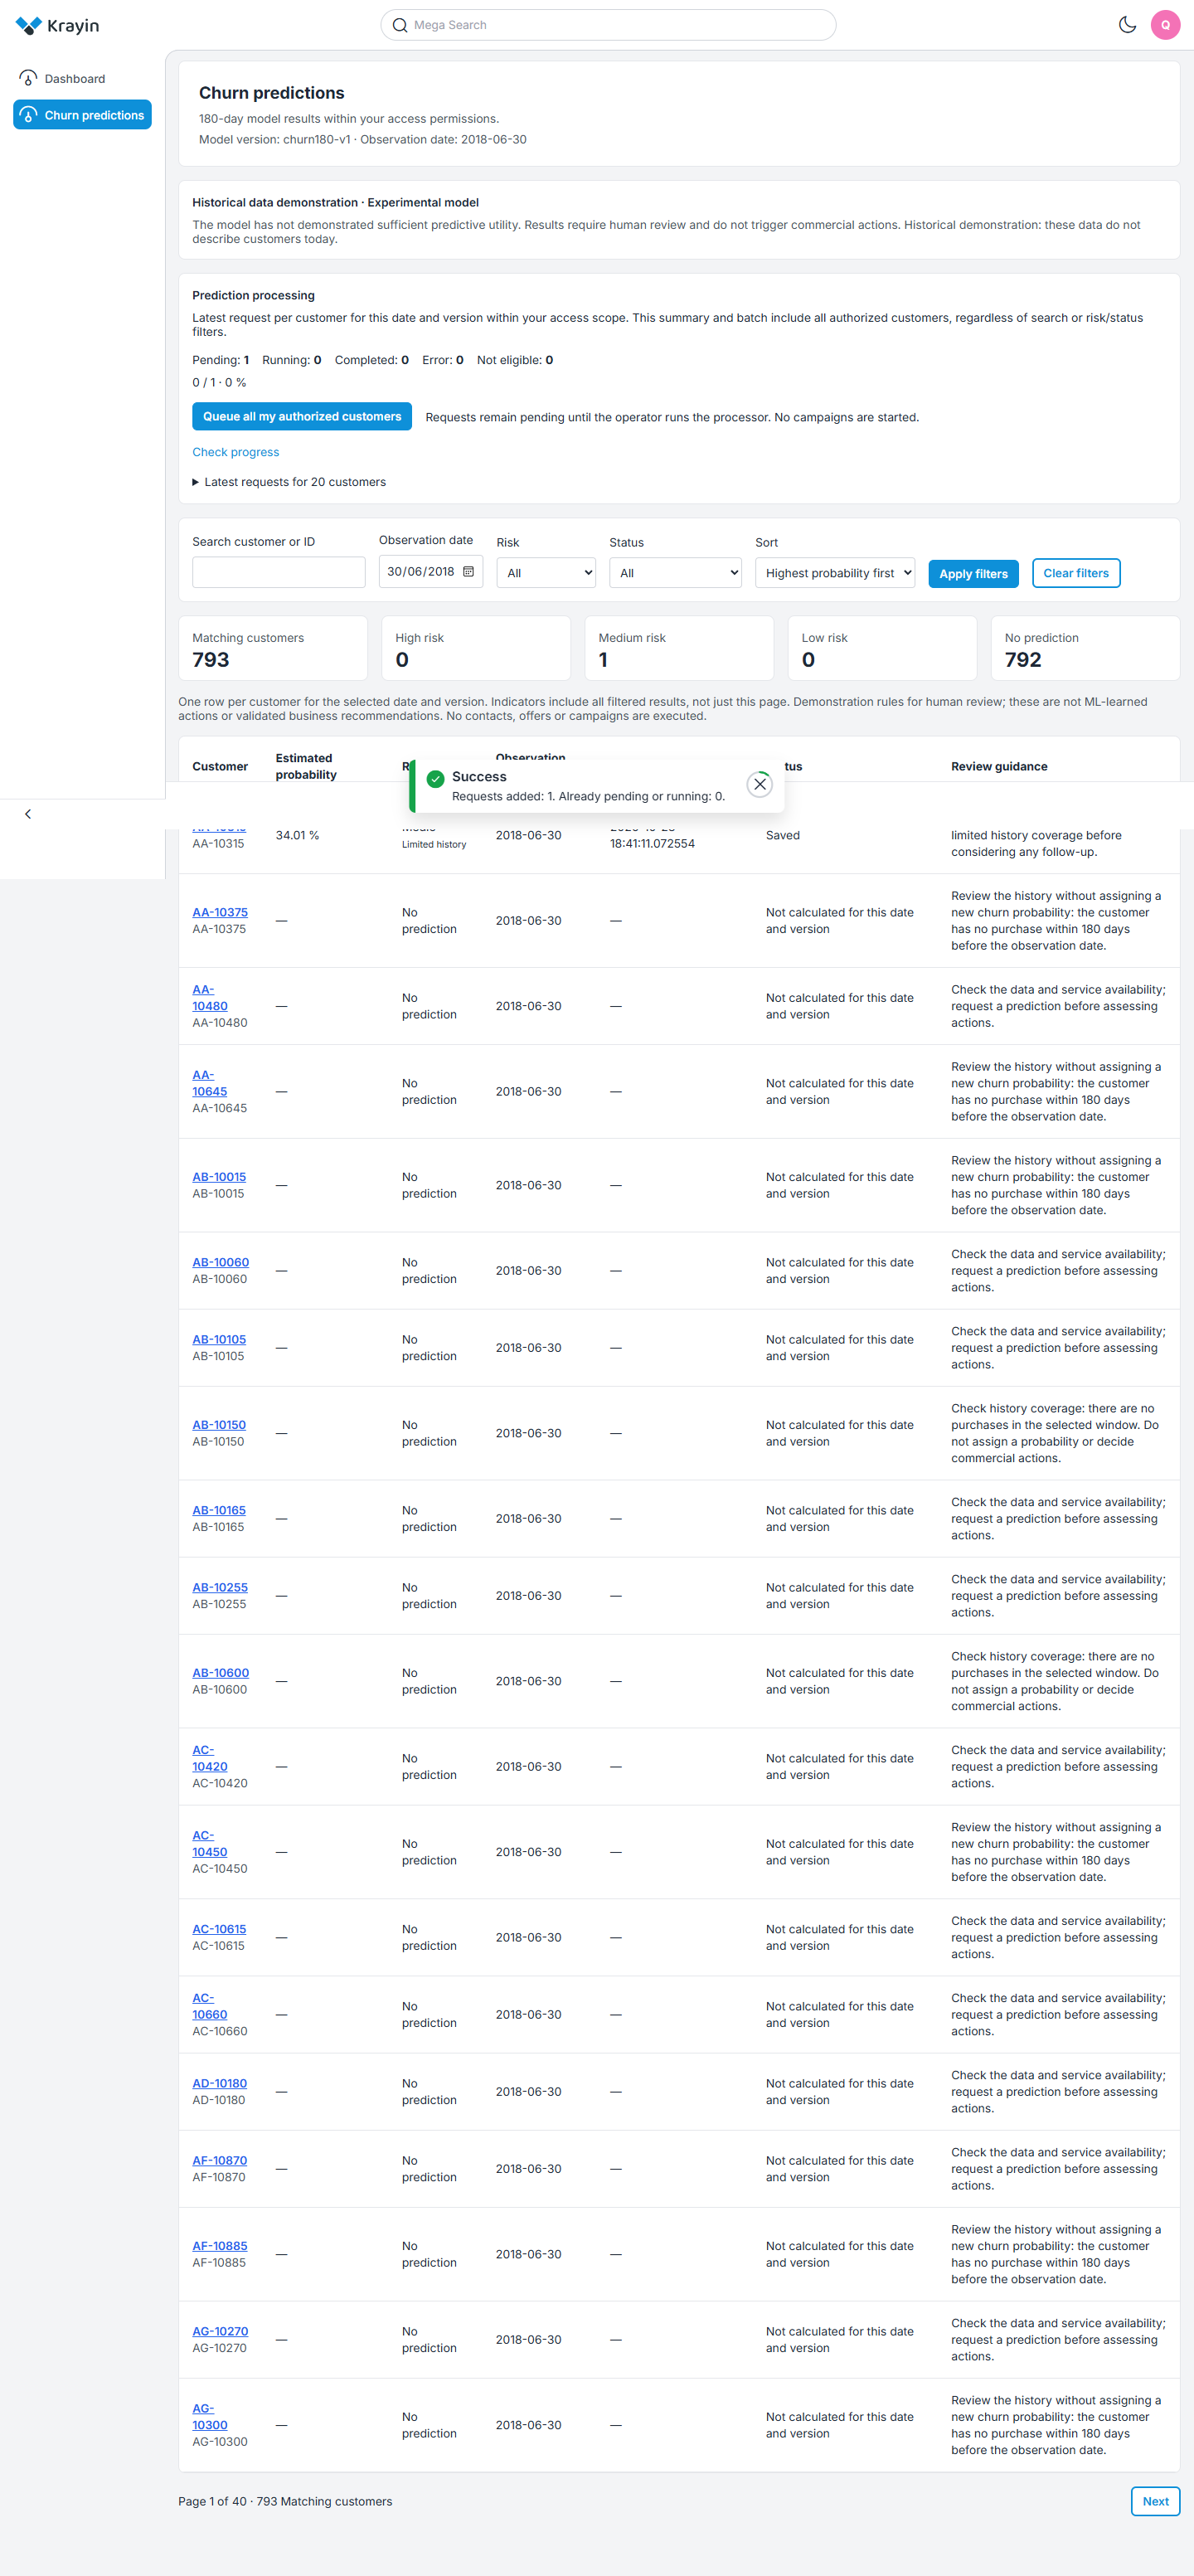 Krayin
Mega Search
Q
Dashboard
Churn predictions
Churn predictions
180-day model results within your access permissions.
Model version: churn180-v1 · Observation date: 2018-06-30
Historical data demonstration · Experimental model
The model has not demonstrated sufficient predictive utility. Results require human review and do not trigger commercial actions. Historical demonstration: these data do not
describe customers today.
Prediction processing
Latest request per customer for this date and version within your access scope. This summary and batch include all authorized customers, regardless of search or risk/status
filters.
Pending: 1 Running: 0 Completed: 0 Error: 0 Not eligible: 0
0 / 1 · 0 %
Queue all my authorized customers Requests remain pending until the operator runs the processor. No campaigns are started.
Check progress
Latest requests for 20 customers
Search customer or ID Observation date Risk Status Sort
30/06/2018 All All Highest probability first Apply filters Clear filters
Matching customers High risk Medium risk Low risk No prediction
793 0 1 0 792
One row per customer for the selected date and version. Indicators include all filtered results, not just this page. Demonstration rules for human review; these are not ML-learned
actions or validated business recommendations. No contacts, offers or campaigns are executed.
Customer Estimated probability Observation Review guidance
Success
Requests added: 1. Already pending or running: 0.
34.01 % 2018-06-30 Saved limited history coverage before
AA-10315 Limited history 18:41:11.072554 considering any follow-up.
AA-10375 No Review the history without assigning a
AA-10375 — prediction 2018-06-30 — Not calculated for this date new churn probability: the customer
and version has no purchase within 180 days
before the observation date.
AA- Check the data and service availability;
10480 — No prediction 2018-06-30 — Not calculated for this date request a prediction before assessing
AA-10480 and version actions.
AA- Review the history without assigning a
10645 — No prediction 2018-06-30 — Not calculated for this date new churn probability: the customer
AA-10645 and version has no purchase within 180 days
before the observation date.
AB-10015 Review the history without assigning a
AB-10015 — No prediction 2018-06-30 — Not calculated for this date new churn probability: the customer
and version has no purchase within 180 days
before the observation date.
AB-10060 Check the data and service availability;
AB-10060 — No prediction 2018-06-30 — Not calculated for this date request a prediction before assessing
and version actions.
AB-10105 Check the data and service availability;
AB-10105 — No prediction 2018-06-30 — Not calculated for this date request a prediction before assessing
and version actions.
AB-10150 Check history coverage: there are no
AB-10150 — No prediction 2018-06-30 — Not calculated for this date purchases in the selected window. Do
and version not assign a probability or decide
commercial actions.
AB-10165 Check the data and service availability;
AB-10165 — No prediction 2018-06-30 — Not calculated for this date request a prediction before assessing
and version actions.
AB-10255 Check the data and service availability;
AB-10255 — No prediction 2018-06-30 — Not calculated for this date request a prediction before assessing
and version actions.
AB-10600 Check history coverage: there are no
AB-10600 — No prediction 2018-06-30 — Not calculated for this date purchases in the selected window. Do
and version not assign a probability or decide
commercial actions.
AC- Check the data and service availability;
10420 — No prediction 2018-06-30 — Not calculated for this date request a prediction before assessing
AC-10420 and version actions.
AC- Review the history without assigning a
10450 — No prediction 2018-06-30 — Not calculated for this date new churn probability: the customer
AC-10450 and version has no purchase within 180 days
before the observation date.
AC-10615 Check the data and service availability;
AC-10615 — No prediction 2018-06-30 — Not calculated for this date request a prediction before assessing
and version actions.
AC- Check the data and service availability;
10660 — No prediction 2018-06-30 — Not calculated for this date request a prediction before assessing
AC-10660 and version actions.
AD-10180 Check the data and service availability;
AD-10180 — No prediction 2018-06-30 — Not calculated for this date request a prediction before assessing
and version actions.
AF-10870 Check the data and service availability;
AF-10870 — No prediction 2018-06-30 — Not calculated for this date request a prediction before assessing
and version actions.
AF-10885 Review the history without assigning a
AF-10885 — No prediction 2018-06-30 — Not calculated for this date new churn probability: the customer
and version has no purchase within 180 days
before the observation date.
AG-10270 Check the data and service availability;
AG-10270 — No prediction 2018-06-30 — Not calculated for this date request a prediction before assessing
and version actions.
AG- Review the history without assigning a
10300 — No prediction 2018-06-30 — Not calculated for this date new churn probability: the customer
AG-10300 and version has no purchase within 180 days
before the observation date.
Page 1 of 40 · 793 Matching customers Next